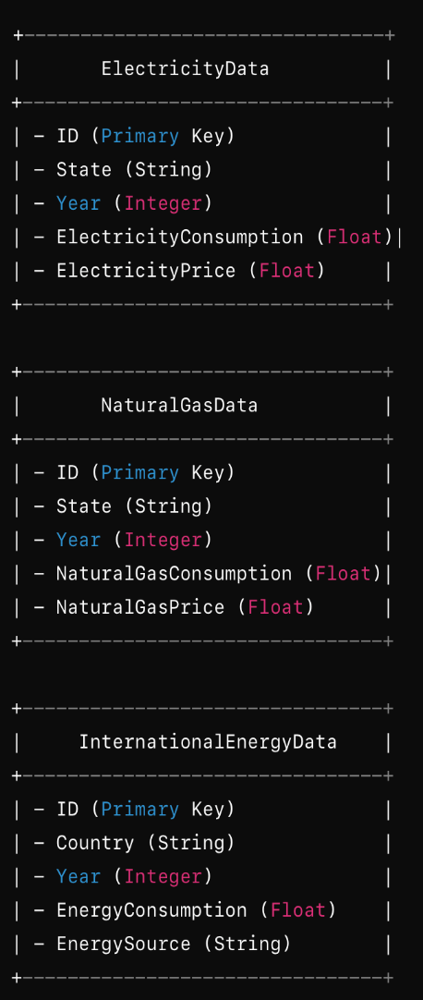 +--------------------------------+
|       ElectricityData          |
+--------------------------------+
| - ID (Primary Key)             |
| - State (String)               |
| - Year (Integer)               |
| - ElectricityConsumption (Float)|
| - ElectricityPrice (Float)     |
+--------------------------------+

+--------------------------------+
|       NaturalGasData           |
+--------------------------------+
| - ID (Primary Key)             |
| - State (String)               |
| - Year (Integer)               |
| - NaturalGasConsumption (Float)|
| - NaturalGasPrice (Float)      |
+--------------------------------+

+--------------------------------+
|     InternationalEnergyData    |
+--------------------------------+
| - ID (Primary Key)             |
| - Country (String)             |
| - Year (Integer)               |
| - EnergyConsumption (Float)    |
| - EnergySource (String)        |
+--------------------------------+